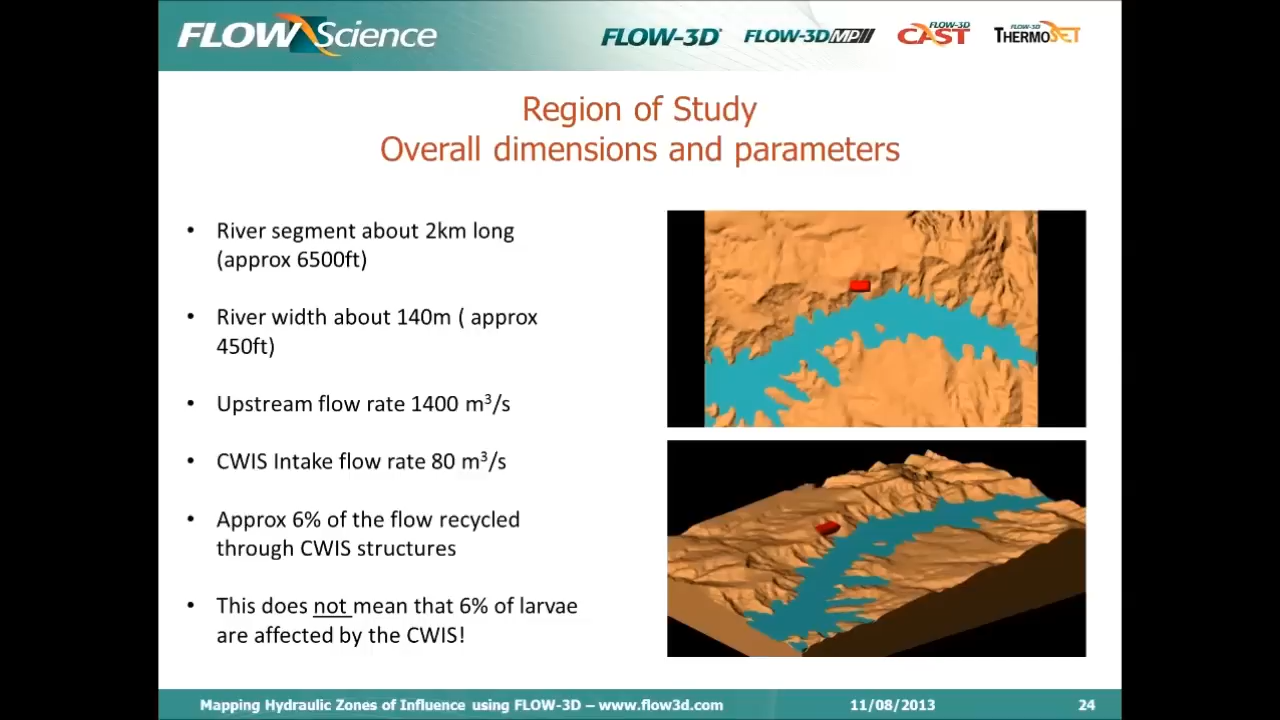 FLOW Science
FLOW-3D®
FLOW-3D MP
FLOW-3D
CAST
FLOW-3D
THERMOSET
Region of Study
Overall dimensions and parameters
• River segment about 2km long
(approx 6500ft)
• River width about 140m ( approx
450ft)
• Upstream flow rate 1400 m³/s
• CWIS Intake flow rate 80 m³/s
• Approx 6% of the flow recycled
through CWIS structures
• This does not mean that 6% of larvae
are affected by the CWIS!
Mapping Hydraulic Zones of Influence using FLOW-3D – www.flow3d.com 11/08/2013 24